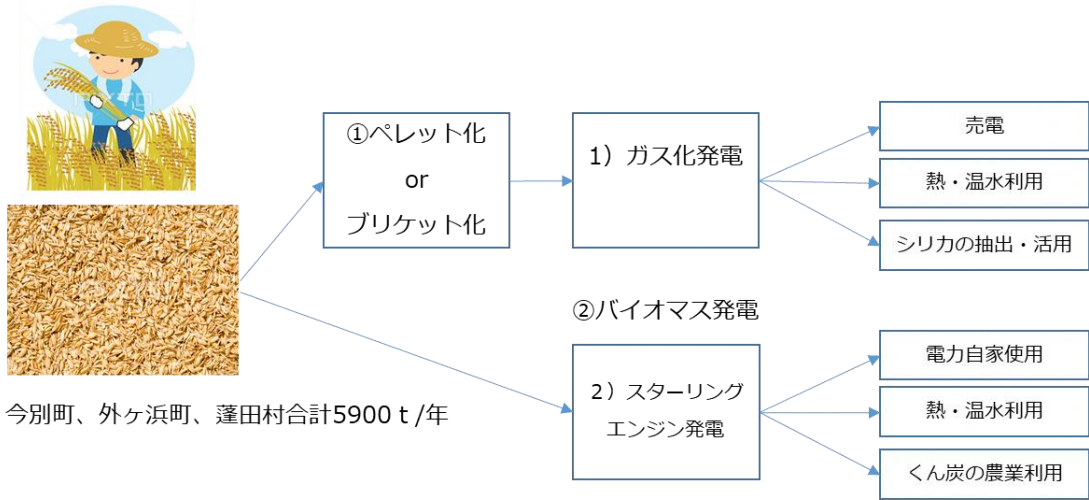 ①ペレット化
or
ブリケット化
1）ガス化発電
売電
熱・温水利用
シリカの抽出・活用
②バイオマス発電
2）スターリング
エンジン発電
電力自家使用
熱・温水利用
くん炭の農業利用
今別町、外ヶ浜町、蓬田村合計5900ｔ/年